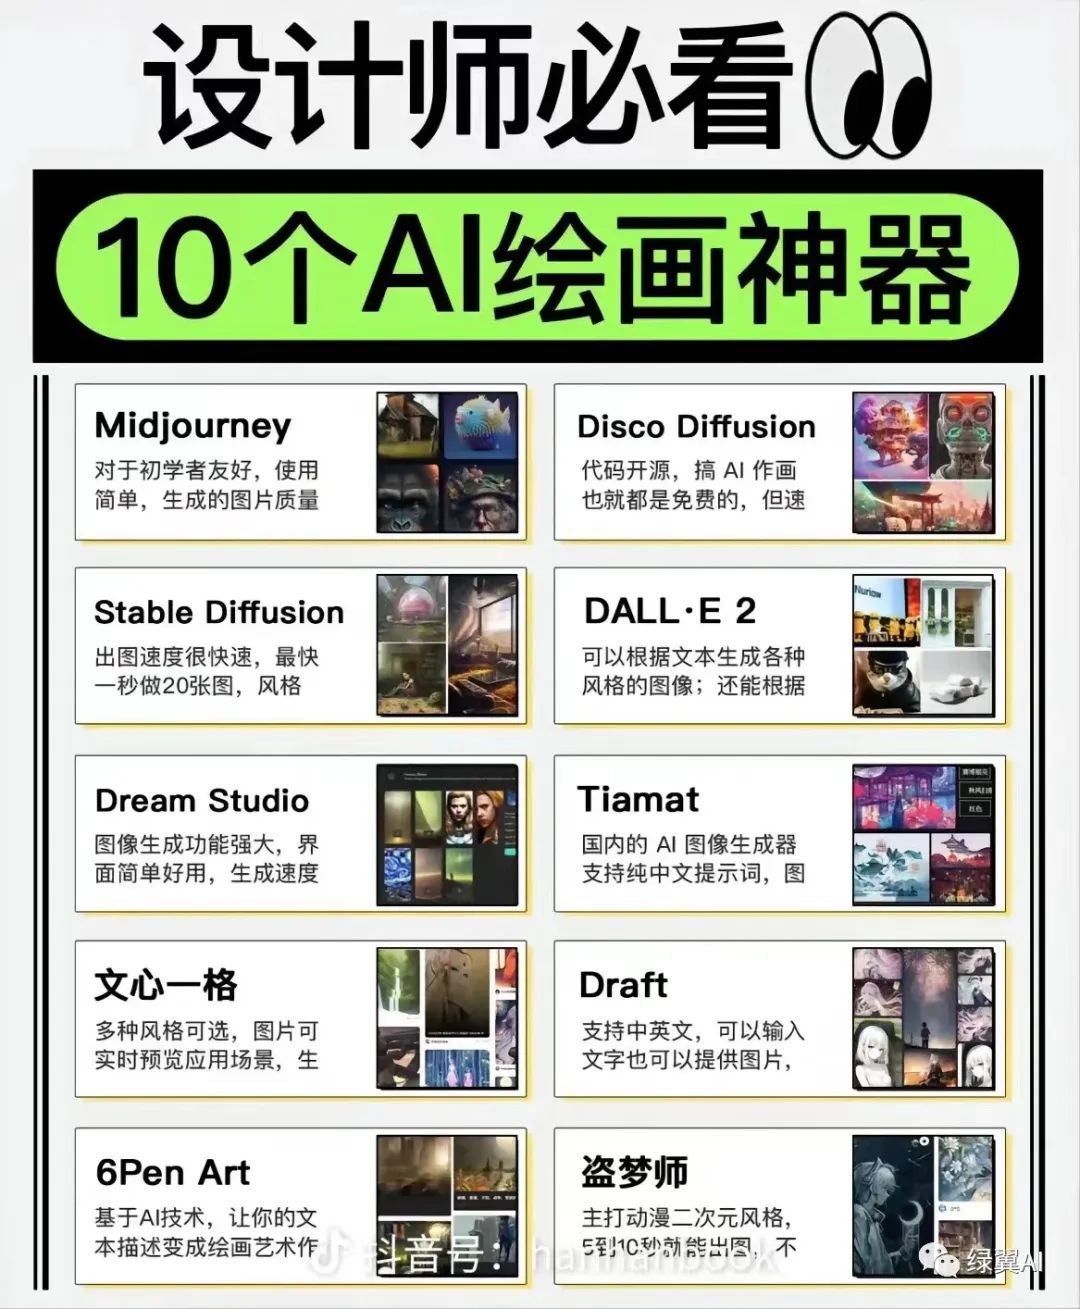 设计师必看
10个AI绘画神器
Midjourney
对于初学者友好，使用
简单，生成的图片质量
Disco Diffusion
代码开源，搞 AI 作画
也就都是免费的，但速
Stable Diffusion
出图速度很快速，最快
一秒做20张图，风格
DALL·E 2
可以根据文本生成各种
风格的图像；还能根据
Dream Studio
图像生成功能强大，界
面简单好用，生成速度
Tiamat
国内的 AI 图像生成器
支持纯中文提示词，图
文心一格
多种风格可选，图片可
实时预览应用场景，生
Draft
支持中英文，可以输入
文字也可以提供图片，
6Pen Art
基于AI技术，让你的文
本描述变成绘画艺术作
盗梦师
主打动漫二次元风格，
5到10秒就能出图，不
抖音号：hanhanbook
绿翼AI